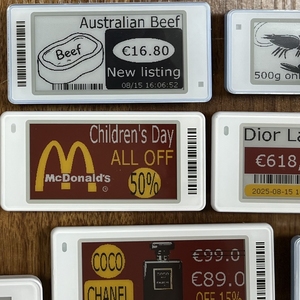 Australian Beef
Beef
€16.80
New listing
08/15 16:06:52
500g on
Children's Day
ALL OFF
50%
McDonald's
Dior La
€618
2025-08-15
COCO
CHANEL
€99.0
€89.0
OFF 15%